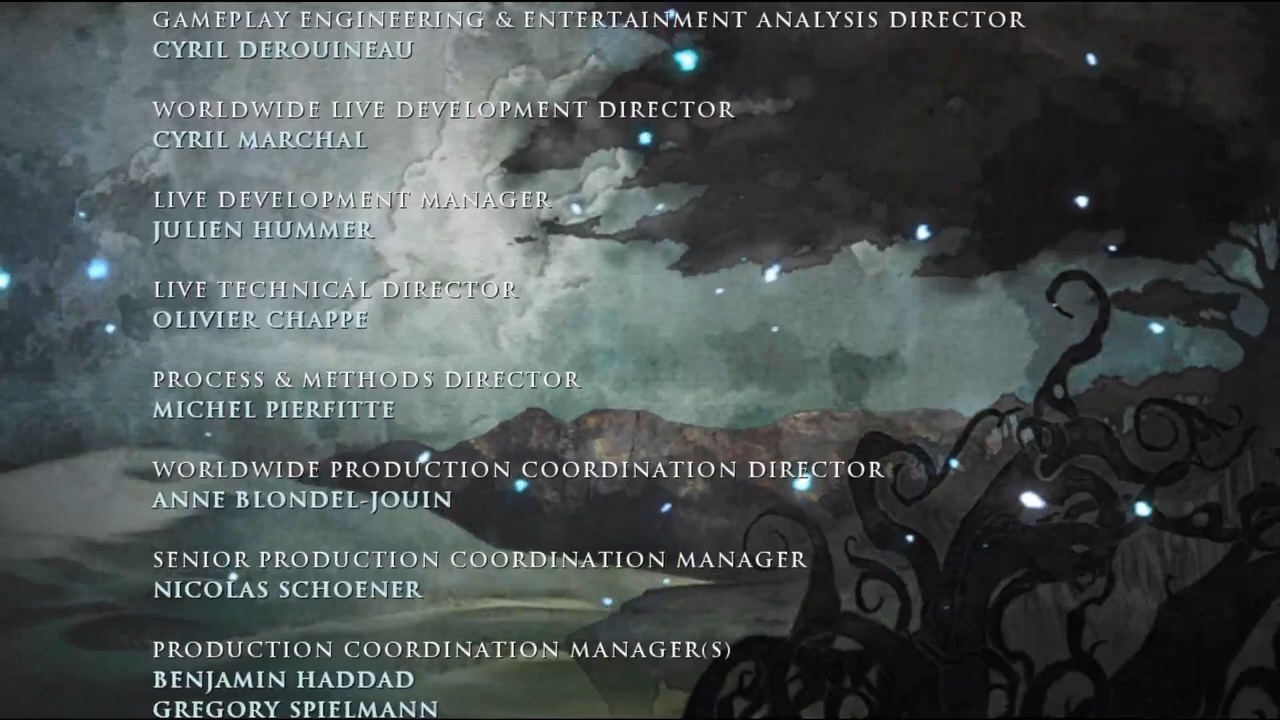 GAMEPLAY ENGINEERING & ENTERTAINMENT ANALYSIS DIRECTOR
CYRIL DEROUINEAU
WORLDWIDE LIVE DEVELOPMENT DIRECTOR
CYRIL MARCHAL
LIVE DEVELOPMENT MANAGER
JULIEN HUMMER
LIVE TECHNICAL DIRECTOR
OLIVIER CHAPPE
PROCESS & METHODS DIRECTOR
MICHEL PIERFITTE
WORLDWIDE PRODUCTION COORDINATION DIRECTOR
ANNE BLONDEL-JOUIN
SENIOR PRODUCTION COORDINATION MANAGER
NICOLAS SCHOENER
PRODUCTION COORDINATION MANAGER(S)
BENJAMIN HADDAD
GREGORY SPIELMANN